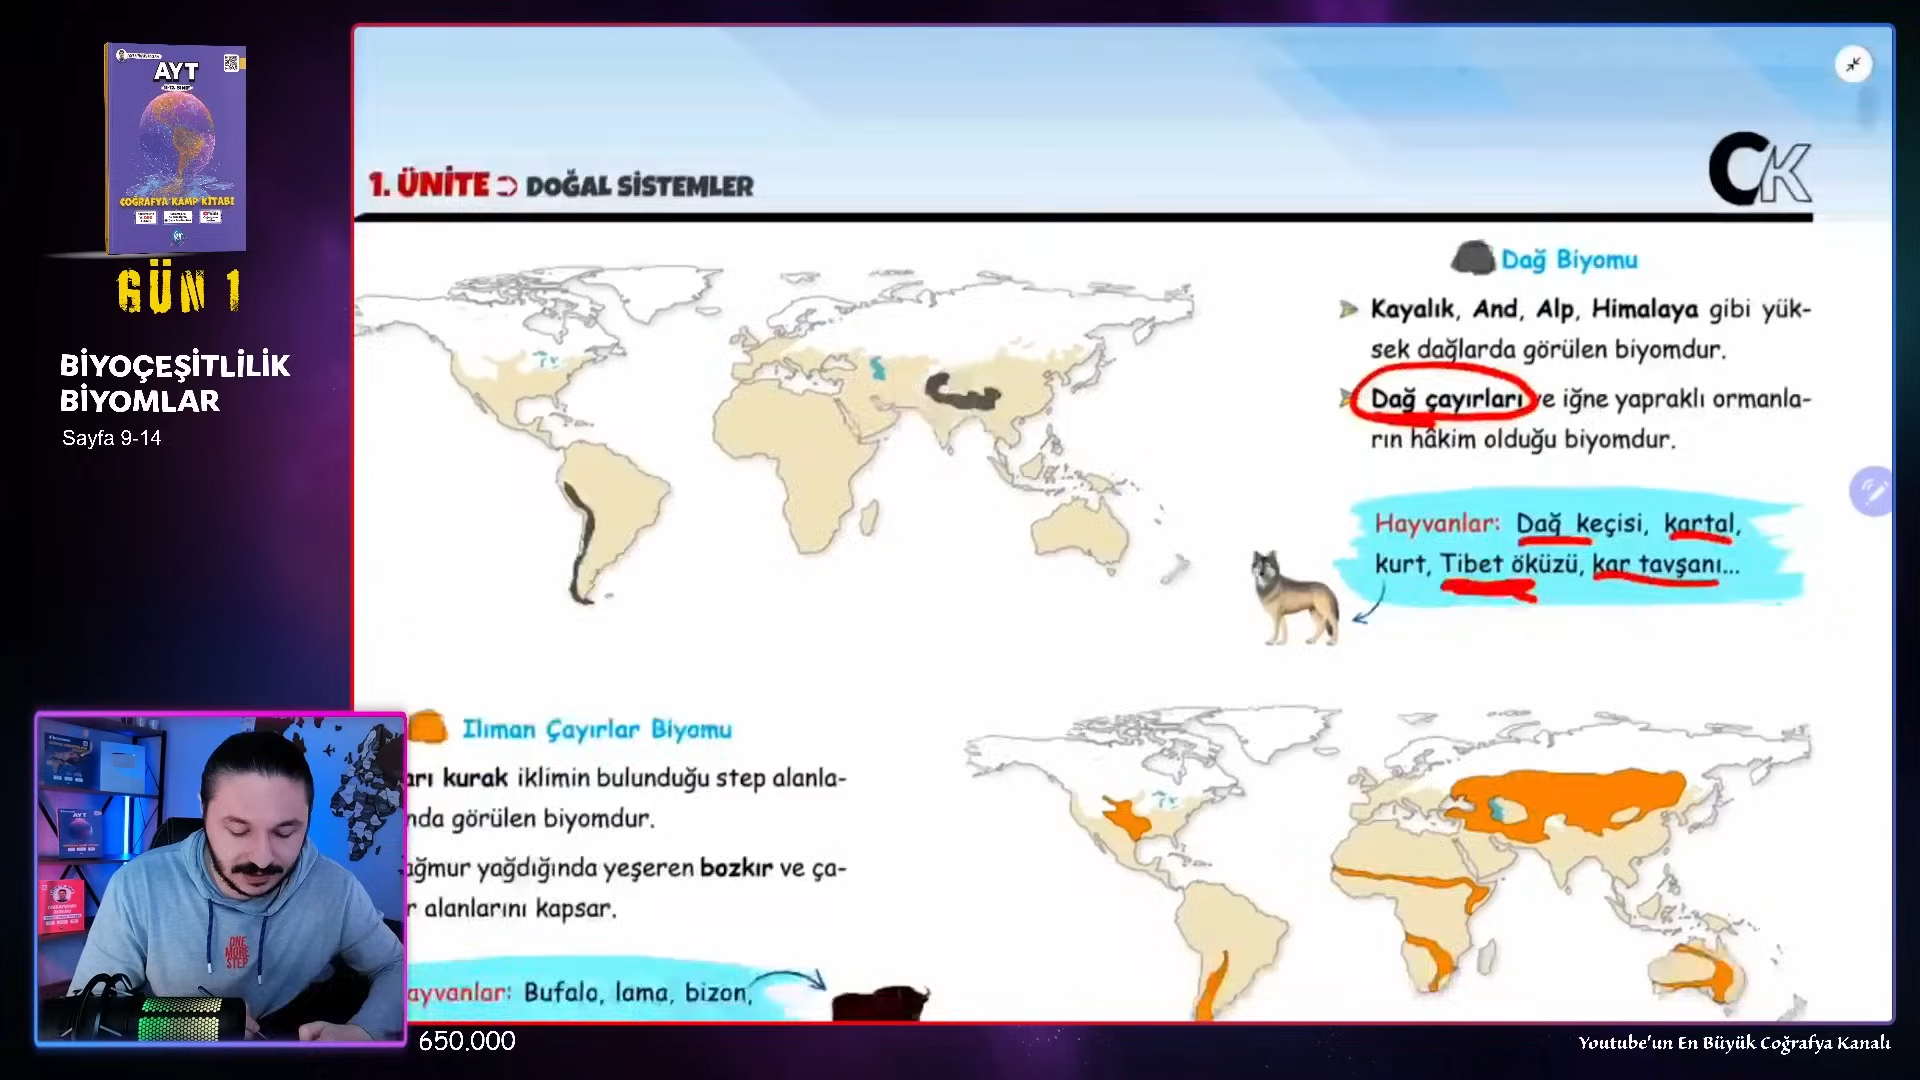 AYT
COĞRAFYA KAMP KİTABI
GÜN 1
BİYOÇEŞİTLİLİK
BİYOMLAR
Sayfa 9-14
1. ÜNİTE DOĞAL SİSTEMLER
CK
Dağ Biyomu
Kayalık, And, Alp, Himalaya gibi yük-
sek dağlarda görülen biyomdur.
Dağ çayırları ve iğne yapraklı ormanla-
rın hâkim olduğu biyomdur.
Hayvanlar: Dağ keçisi, kartal,
kurt, Tibet öküzü, kar tavşanı...
Ilıman Çayırlar Biyomu
arı kurak iklimin bulunduğu step alanla-
nda görülen biyomdur.
ağmur yağdığında yeşeren bozkır ve ça-
r alanlarını kapsar.
ayvanlar: Bufalo, lama, bizon,
ONE
MORE
STEP
AYT
650.000
Youtube'un En Büyük Coğrafya Kanalı